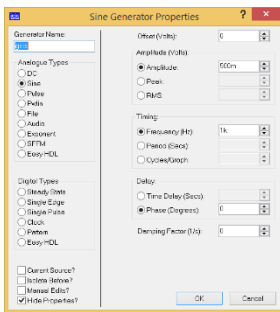 Sine Generator Properties
? ×
Generator Name:
Analogue Types
DC
Sine
Pulse
Pwlin
File
Audio
Exponent
SFFM
Easy HDL
Digital Types
Steady State
Single Edge
Single Pulse
Clock
Pattern
Easy HDL
Current Source?
Isolate Before?
Manual Edits?
Hide Properties?
Offset (Volts): 0
Amplitude (Volts):
Amplitude: 500m
Peak:
RMS:
Timing:
Frequency (Hz): 1k
Period (Secs):
Cycles/Graph:
Delay:
Time Delay (Secs):
Phase (Degrees): 0
Damping Factor (1/s): 0
OK Cancel